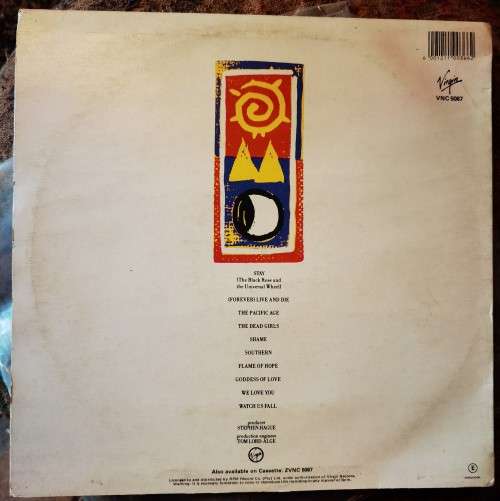 Virgin
VNC 5087
STAY
(The Black Rose and
the Universal Wheel)
(FOREVER) LIVE AND DIE
THE PACIFIC AGE
THE DEAD GIRLS
SHAME
SOUTHERN
FLAME OF HOPE
GODDESS OF LOVE
WE LOVE YOU
WATCH US FALL
producer
STEPHEN HAGUE
production engineer
TOM LORD-ALGE
Virgin
Also available on Cassette: ZVNC 5087
E